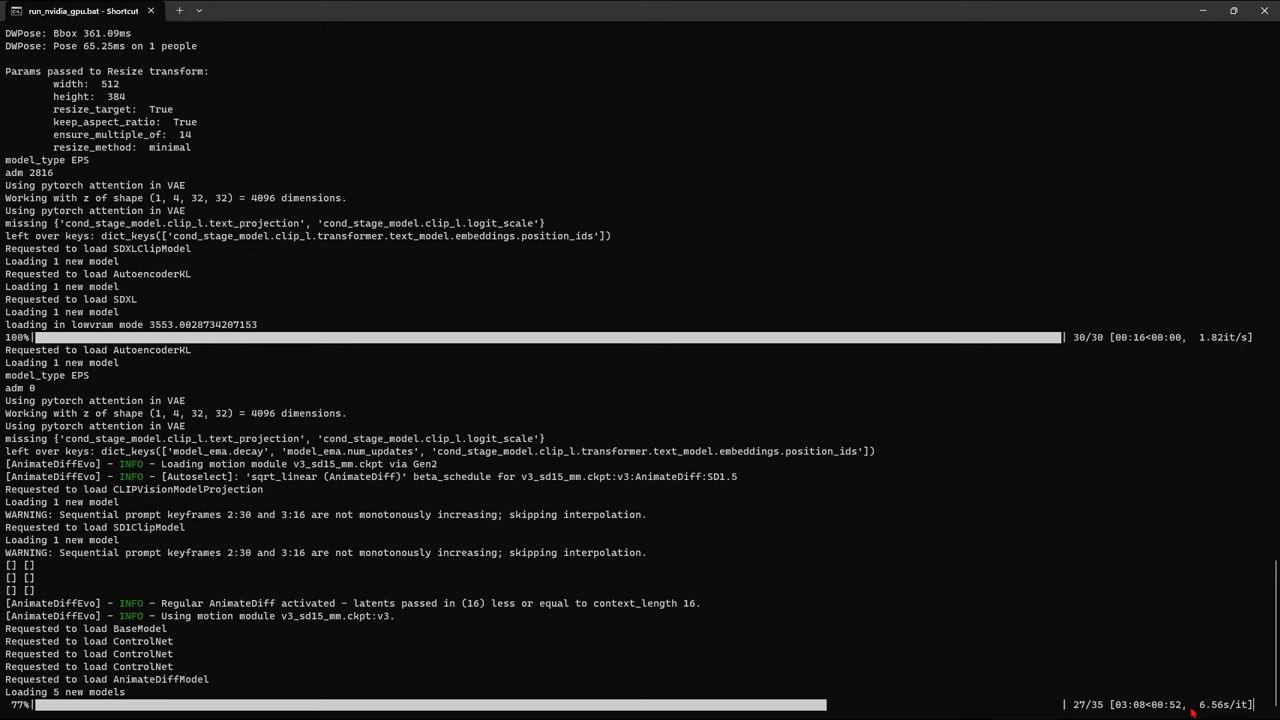 run_nvidia_gpu.bat - Shortcut
DWPose: Bbox 361.09ms
DWPose: Pose 65.25ms on 1 people
Params passed to Resize transform:
width: 512
height: 384
resize_target: True
keep_aspect_ratio: True
ensure_multiple_of: 14
resize_method: minimal
model_type EPS
adm 2816
Using pytorch attention in VAE
Working with z of shape (1, 4, 32, 32) = 4096 dimensions.
Using pytorch attention in VAE
missing {'cond_stage_model.clip_l.text_projection', 'cond_stage_model.clip_l.logit_scale'}
left over keys: dict_keys(['cond_stage_model.clip_l.transformer.text_model.embeddings.position_ids'])
Requested to load SDXLClipModel
Loading 1 new model
Requested to load AutoencoderKL
Loading 1 new model
Requested to load SDXL
Loading 1 new model
loading in lowvram mode 3553.0028734207153
100%| | 30/30 [00:16<00:00, 1.82it/s]
Requested to load AutoencoderKL
Loading 1 new model
model_type EPS
adm 0
Using pytorch attention in VAE
Working with z of shape (1, 4, 32, 32) = 4096 dimensions.
Using pytorch attention in VAE
missing {'cond_stage_model.clip_l.text_projection', 'cond_stage_model.clip_l.logit_scale'}
left over keys: dict_keys(['model_ema.decay', 'model_ema.num_updates', 'cond_stage_model.clip_l.transformer.text_model.embeddings.position_ids'])
[AnimateDiffEvo] - INFO - Loading motion module v3_sd15_mm.ckpt via Gen2
[AnimateDiffEvo] - INFO - [Autoselect]: 'sqrt_linear (AnimateDiff)' beta_schedule for v3_sd15_mm.ckpt:v3:AnimateDiff:SD1.5
Requested to load CLIPVisionModelProjection
Loading 1 new model
WARNING: Sequential prompt keyframes 2:30 and 3:16 are not monotonously increasing; skipping interpolation.
Requested to load SD1ClipModel
Loading 1 new model
WARNING: Sequential prompt keyframes 2:30 and 3:16 are not monotonously increasing; skipping interpolation.
[] []
[] []
[] []
[AnimateDiffEvo] - INFO - Regular AnimateDiff activated - latents passed in (16) less or equal to context_length 16.
[AnimateDiffEvo] - INFO - Using motion module v3_sd15_mm.ckpt:v3.
Requested to load BaseModel
Requested to load ControlNet
Requested to load ControlNet
Requested to load ControlNet
Requested to load AnimateDiffModel
Loading 5 new models
77%| | 27/35 [03:08<00:52, 6.56s/it]